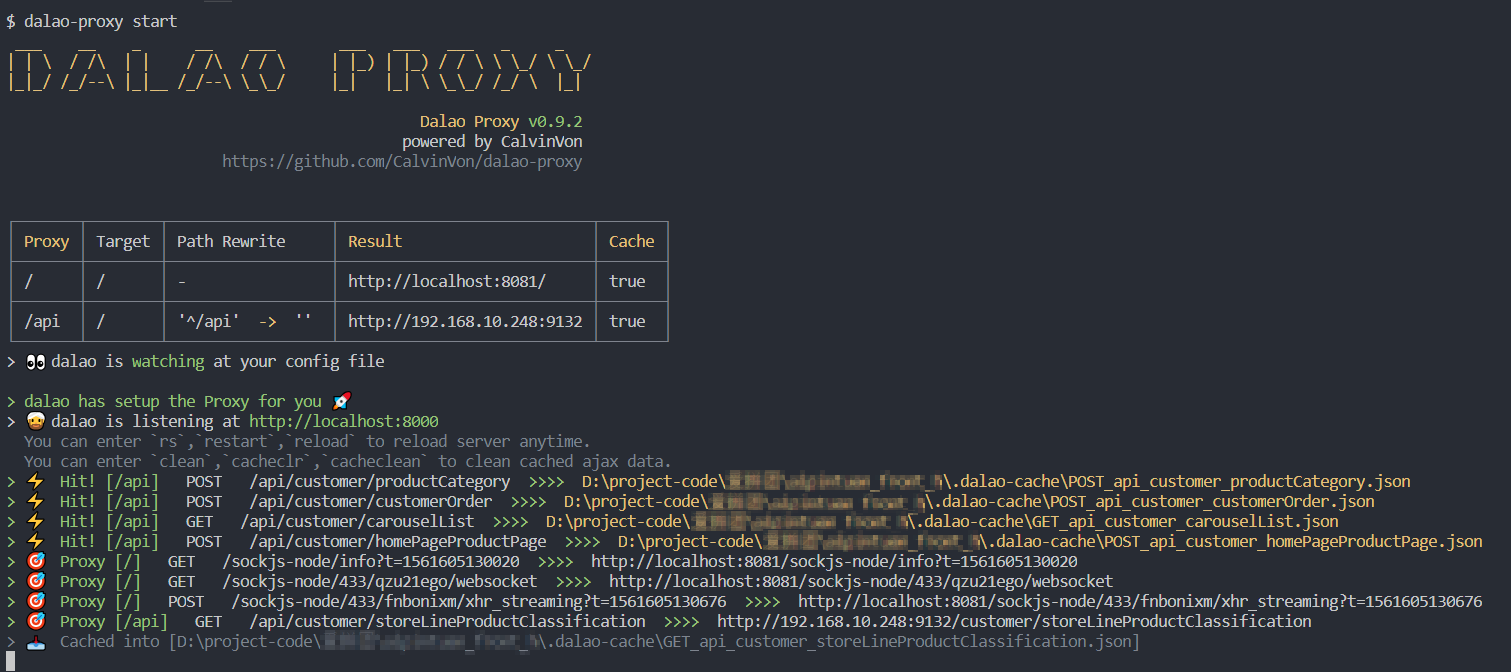 $ dalao-proxy start
DALAO PROXY
Dalao Proxy v0.9.2
powered by CalvinVon
https://github.com/CalvinVon/dalao-proxy
Proxy Target Path Rewrite Result Cache
/ / - http://localhost:8081/ true
/api / '^/api' -> '' http://192.168.10.248:9132 true
> 👀 dalao is watching at your config file
> dalao has setup the Proxy for you 🚀
> 👳 dalao is listening at http://localhost:8000
You can enter `rs`,`restart`,`reload` to reload server anytime.
You can enter `clean`,`cacheclr`,`cacheclean` to clean cached ajax data.
> ⚡ Hit! [/api] POST /api/customer/productCategory >>>> D:\project-code\ \.dalao-cache\POST_api_customer_productCategory.json
> ⚡ Hit! [/api] POST /api/customer/customerOrder >>>> D:\project-code\ \.dalao-cache\POST_api_customer_customerOrder.json
> ⚡ Hit! [/api] GET /api/customer/carouselList >>>> D:\project-code\ \.dalao-cache\GET_api_customer_carouselList.json
> ⚡ Hit! [/api] POST /api/customer/homePageProductPage >>>> D:\project-code\ \.dalao-cache\POST_api_customer_homePageProductPage.json
> 🎯 Proxy [/] GET /sockjs-node/info?t=1561605130020 >>>> http://localhost:8081/sockjs-node/info?t=1561605130020
> 🎯 Proxy [/] GET /sockjs-node/433/qzu21ego/websocket >>>> http://localhost:8081/sockjs-node/433/qzu21ego/websocket
> 🎯 Proxy [/] POST /sockjs-node/433/fnbonixm/xhr_streaming?t=1561605130676 >>>> http://localhost:8081/sockjs-node/433/fnbonixm/xhr_streaming?t=1561605130676
> 🎯 Proxy [/api] GET /api/customer/storeLineProductClassification >>>> http://192.168.10.248:9132/customer/storeLineProductClassification
> 📥 Cached into [D:\project-code\ \.dalao-cache\GET_api_customer_storeLineProductClassification.json]